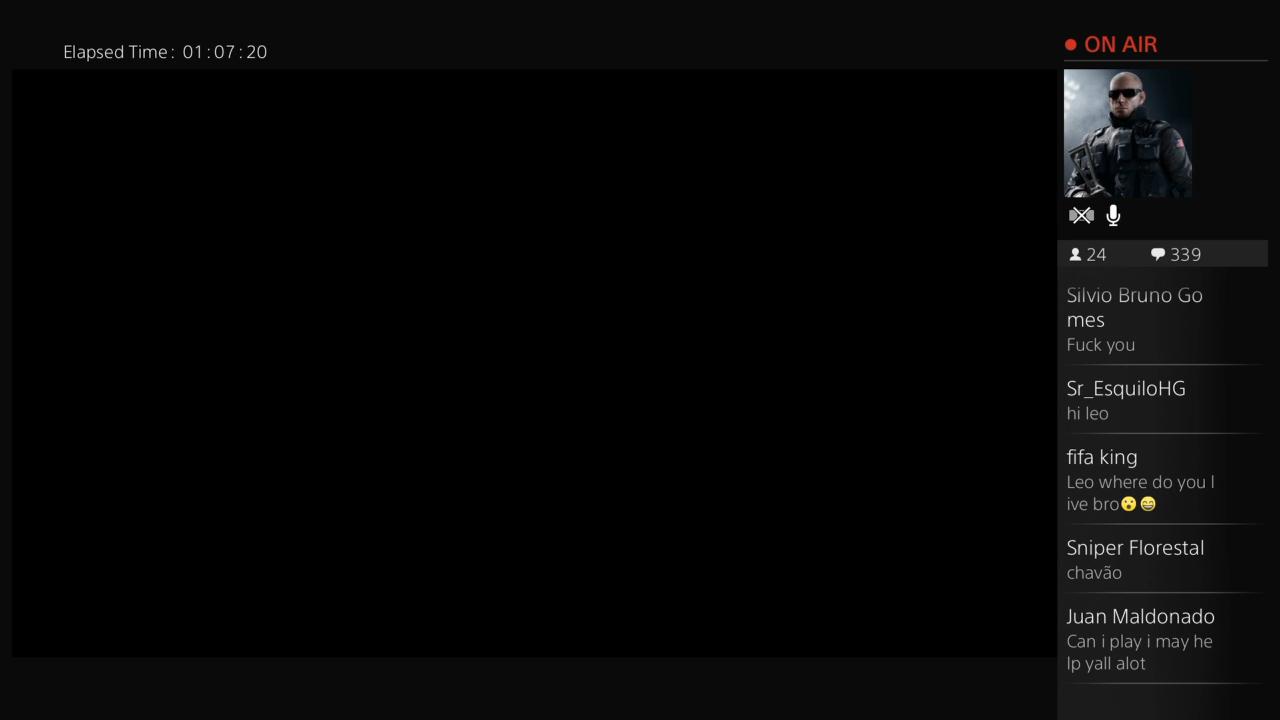 Elapsed Time: 01:07:20
ON AIR
24 339
Silvio Bruno Go
mes
Fuck you
Sr_EsquiloHG
hi leo
fifa king
Leo where do you l
ive bro😮😄
Sniper Florestal
chavão
Juan Maldonado
Can i play i may he
lp yall alot